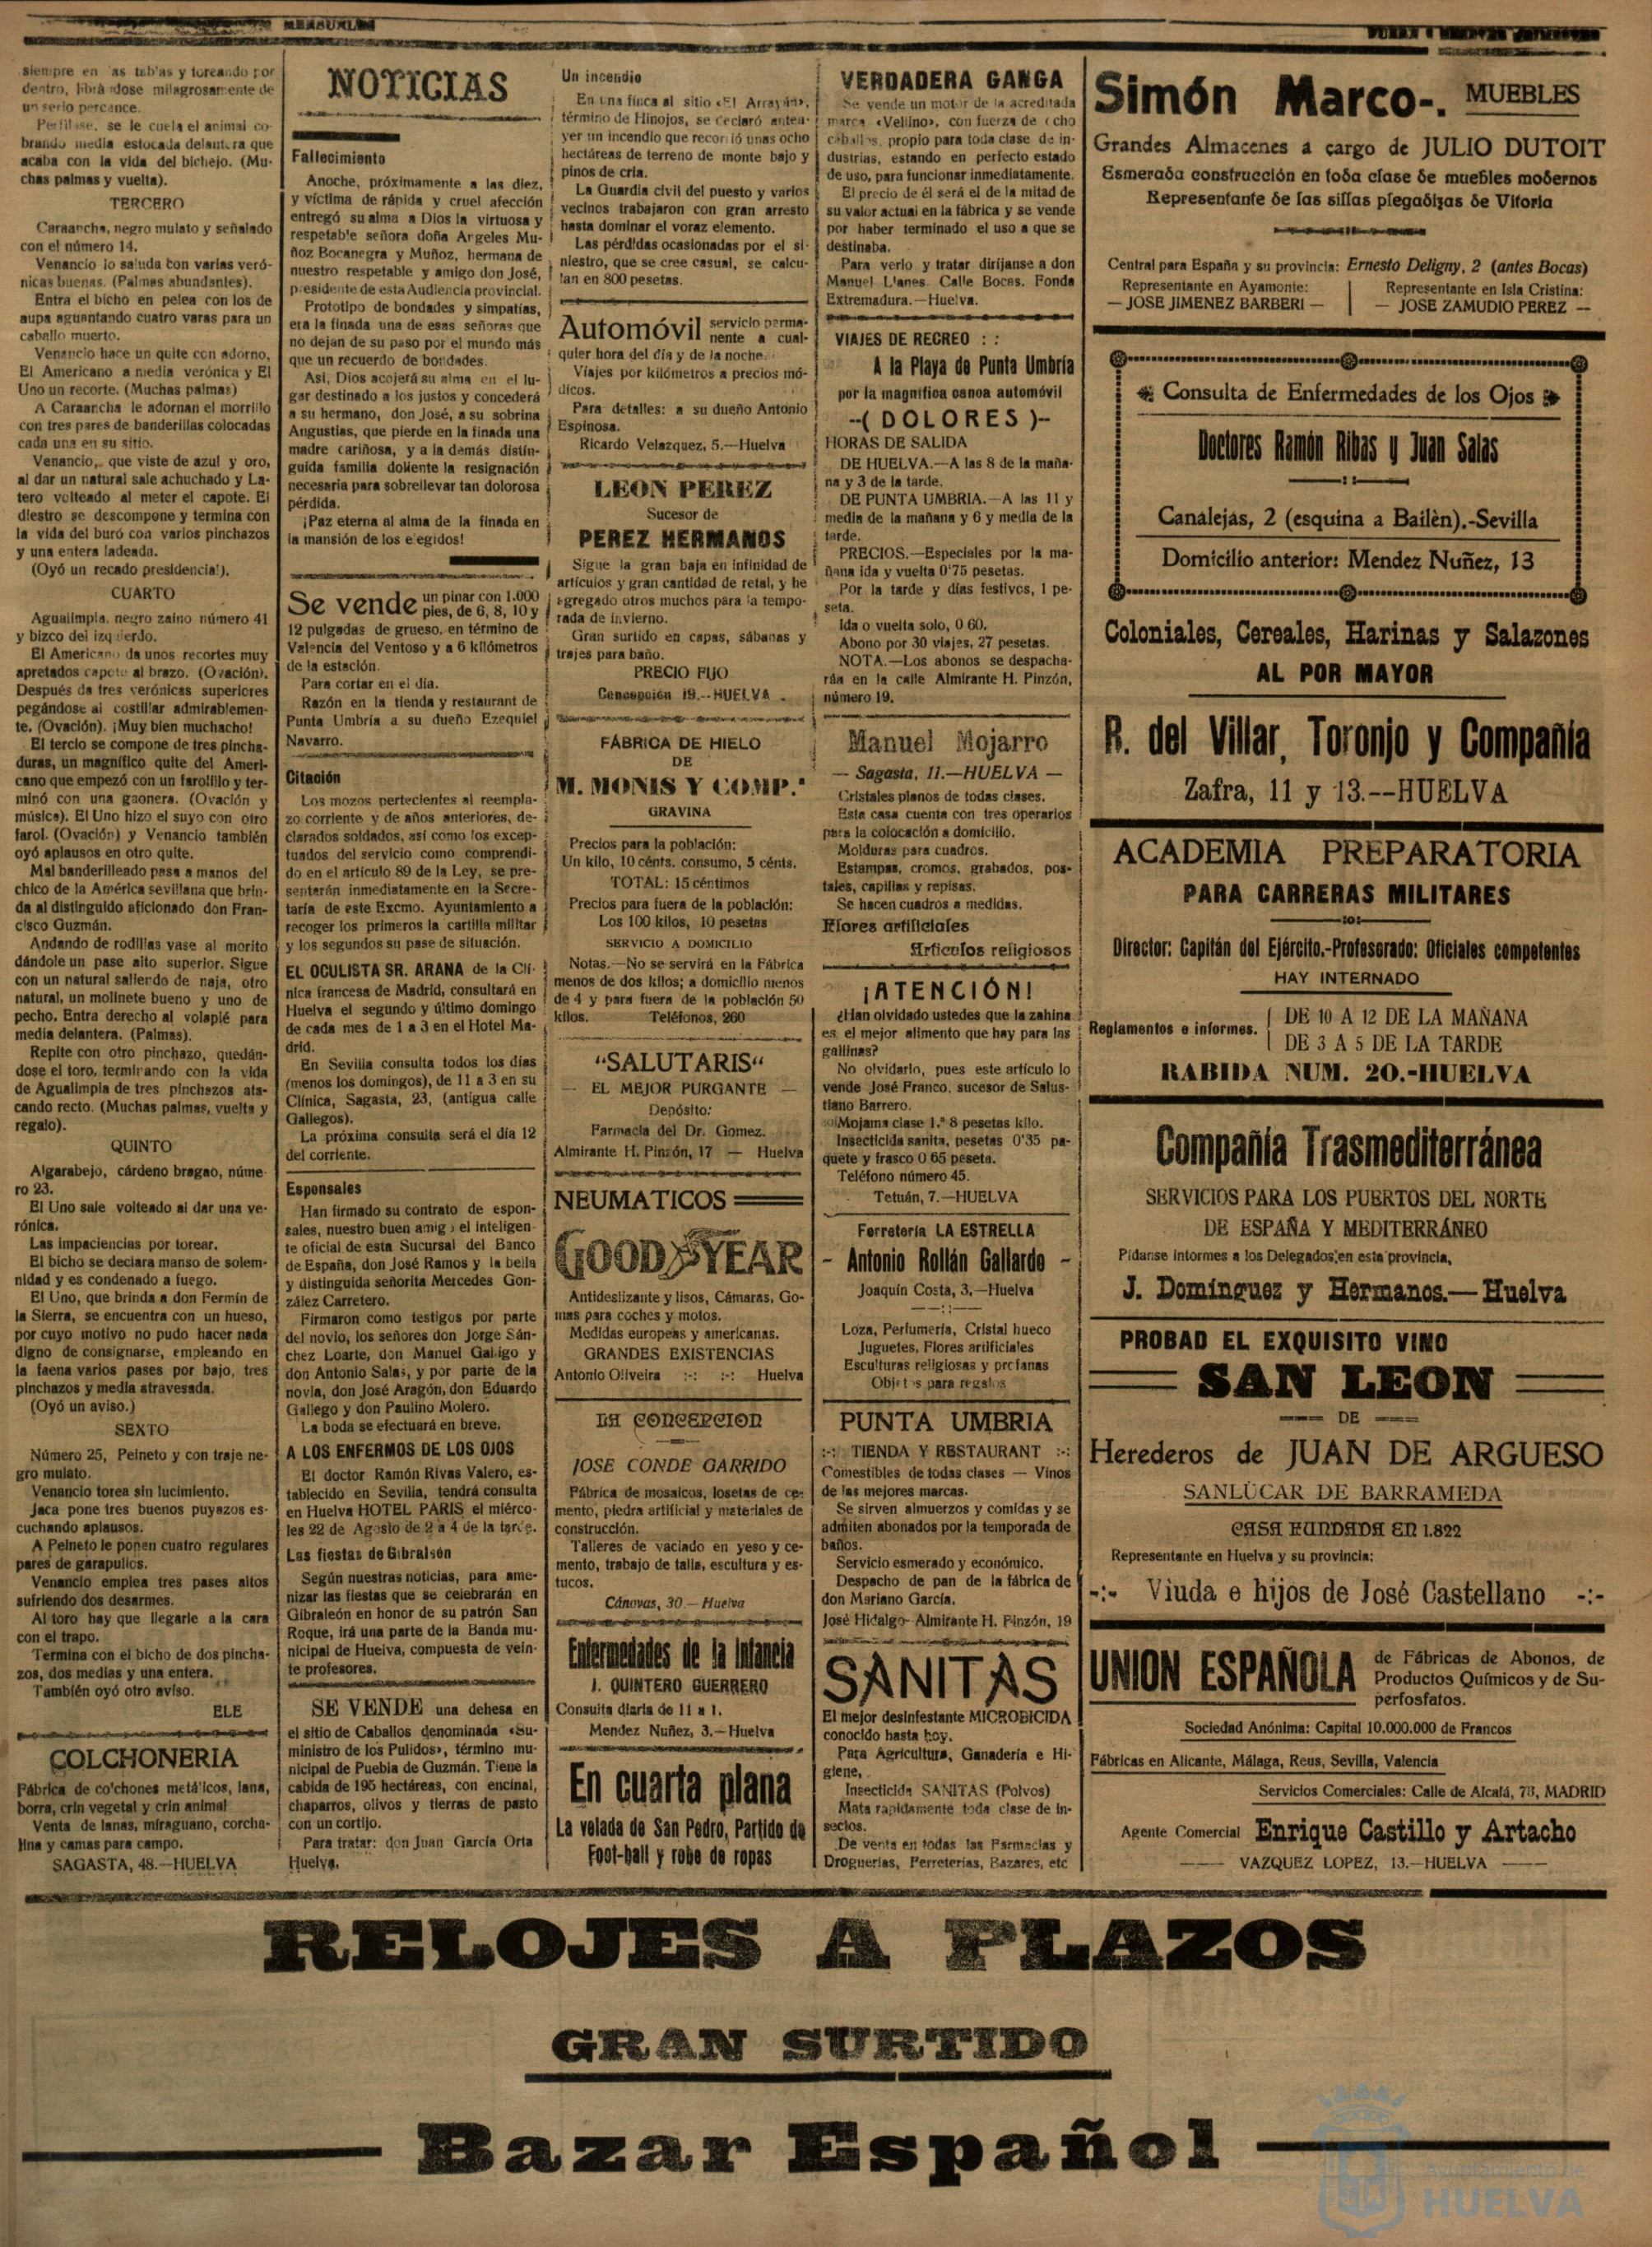 MENSUALES
siempre en las tablas y toreando por
dentro, librándose milagrosamente de
un serio percance.
Perfílase, se le cuela el animal co-
brando media estocada delantera que
acaba con la vida del bichejo. (Mu-
chas palmas y vuelta).
TERCERO
Caraancha, negro mulato y señalado
con el número 14.
Venancio lo saluda con varias veró-
nicas buenas. (Palmas abundantes).
Entra el bicho en pelea con los de
aupa aguantando cuatro varas para un
caballo muerto.
Venancio hace un quite con adorno,
El Americano a media verónica y El
Uno un recorte. (Muchas palmas)
A Caraancha le adornan el morrillo
con tres pares de banderillas colocadas
cada una en su sitio.
Venancio, que viste de azul y oro,
al dar un natural sale achuchado y La-
tero volteado al meter el capote. El
diestro se descompone y termina con
la vida del buró con varios pinchazos
y una entera ladeada.
(Oyó un recado presidencial).
CUARTO
Agualimpia, negro zaino número 41
y bizco del izquierdo.
El Americano da unos recortes muy
apretados capote al brazo. (Ovación).
Después da tres verónicas superiores
pegándose al costillar admirablemen-
te. (Ovación). ¡Muy bien muchacho!
El tercio se compone de tres pincha-
duras, un magnífico quite del Ameri-
cano que empezó con un farolillo y ter-
minó con una gaonera. (Ovación y
música). El Uno hizo el suyo con otro
farol. (Ovación) y Venancio también
oyó aplausos en otro quite.
Mal banderilleado pasa a manos del
chico de la América sevillana que brin-
da al distinguido aficionado don Fran-
cisco Guzmán.
Andando de rodillas vase al morito
dándole un pase alto superior. Sigue
con un natural saliendo de naja, otro
natural, un molinete bueno y uno de
pecho. Entra derecho al volapié para
media delantera. (Palmas).
Repite con otro pinchazo, quedán-
dose el toro, termirando con la vida
de Agualimpia de tres pinchazos ata-
cando recto. (Muchas palmas, vuelta y
regalo).
QUINTO
Algarabejo, cárdeno bragao, núme-
ro 23.
El Uno sale volteado al dar una ve-
rónica.
Las impaciencias por torear.
El bicho se declara manso de solem-
nidad y es condenado a fuego.
El Uno, que brinda a don Fermín de
la Sierra, se encuentra con un hueso,
por cuyo motivo no pudo hacer nada
digno de consignarse, empleando en
la faena varios pases por bajo, tres
pinchazos y media atravesada.
(Oyó un aviso.)
SEXTO
Número 25, Peineto y con traje ne-
gro mulato.
Venancio torea sin lucimiento.
Jaca pone tres buenos puyazos es-
cuchando aplausos.
A Peineto le ponen cuatro regulares
pares de garapullos.
Venancio emplea tres pases altos
sufriendo dos desarmes.
Al toro hay que llegarle a la cara
con el trapo.
Termina con el bicho de dos pincha-
zos, dos medias y una entera.
También oyó otro aviso.
ELE
COLCHONERIA
Fábrica de colchones metálicos, lana,
borra, crin vegetal y crin animal
Venta de lanas, miraguano, corcha-
lina y camas para campo.
SAGASTA, 48.—HUELVA
NOTICIAS
Fallecimiento
Anoche, próximamente a las diez,
y víctima de rápida y cruel afección
entregó su alma a Dios la virtuosa y
respetable señora doña Argeles Mu-
ñoz Bocanegra y Muñoz, hermana de
nuestro respetable y amigo don José,
presidente de esta Audiencia provincial.
Prototipo de bondades y simpatías,
era la finada una de esas señoras que
no dejan de su paso por el mundo más
que un recuerdo de bondades.
Asi, Dios acojerá su alma en el lu-
gar destinado a los justos y concederá
a su hermano, don José, a su sobrina
Angustias, que pierde en la finada una
madre cariñosa, y a la demás distin-
guida familia doliente la resignación
necesaria para sobrellevar tan dolorosa
pérdida.
¡Paz eterna al alma de la finada en
la mansión de los elegidos!
Se vende un pinar con 1.000
pies, de 6, 8, 10 y
12 pulgadas de grueso, en término de
Valencia del Ventoso y a 6 kilómetros
de la estación.
Para cortar en el día.
Razón en la tienda y restaurant de
Punta Umbría a su dueño Ezequiel
Navarro.
Citación
Los mozos pertecientes al reempla-
zo corriente y de años anteriores, de-
clarados soldados, así como los excep-
tuados del servicio como comprendi-
do en el artículo 89 de la Ley, se pre-
sentarán inmediatamente en la Secre-
taría de este Excmo. Ayuntamiento a
recoger los primeros la cartilla militar
y los segundos su pase de situación.
EL OCULISTA SR. ARANA de la Clí-
nica francesa de Madrid, consultará en
Huelva el segundo y último domingo
de cada mes de 1 a 3 en el Hotel Ma-
drid.
En Sevilla consulta todos los días
(menos los domingos), de 11 a 3 en su
Clínica, Sagasta, 23, (antigua calle
Gallegos).
La próxima consulta será el día 12
del corriente.
Esponsales
Han firmado su contrato de espon-
sales, nuestro buen amigo el inteligen-
te oficial de esta Sucursal del Banco
de España, don José Ramos y la bella
y distinguida señorita Mercedes Gon-
zález Carretero.
Firmaron como testigos por parte
del novio, los señores don Jorge Sán-
chez Loarte, don Manuel Galligo y
don Antonio Salas, y por parte de la
novia, don José Aragón, don Eduardo
Gallego y don Paulino Molero.
La boda se efectuará en breve.
A LOS ENFERMOS DE LOS OJOS
El doctor Ramón Rivas Valero, es-
tablecido en Sevilla, tendrá consulta
en Huelva HOTEL PARIS el miérco-
les 22 de Agosto de 2 a 4 de la tarde.
Las fiestas de Gibraleón
Según nuestras noticias, para ame-
nizar las fiestas que se celebrarán en
Gibraleón en honor de su patrón San
Roque, irá una parte de la Banda mu-
nicipal de Huelva, compuesta de vein-
te profesores.
SE VENDE una dehesa en
el sitio de Caballos denominada «Su-
ministro de los Pulidos», término mu-
nicipal de Puebla de Guzmán. Tiene la
cabida de 195 hectáreas, con encinal,
chaparros, olivos y tierras de pasto
con un cortijo.
Para tratar: don Juan García Orta
Huelva.
Un incendio
En una finca al sitio «El Arrayán»,
término de Hinojos, se declaró antea-
yer un incendio que recorrió unas ocho
hectáreas de terreno de monte bajo y
pinos de cría.
La Guardia civil del puesto y varios
vecinos trabajaron con gran arresto
hasta dominar el voraz elemento.
Las pérdidas ocasionadas por el si-
niestro, que se cree casual, se calcu-
lan en 800 pesetas.
Automóvil servicio perma-
nente a cual-
quier hora del día y de la noche.
Viajes por kilómetros a precios mó-
dicos.
Para detalles: a su dueño Antonio
Espinosa.
Ricardo Velazquez, 5.—Huelva
LEON PEREZ
Sucesor de
PEREZ HERMANOS
Sigue la gran baja en infinidad de
artículos y gran cantidad de retal, y he
agregado otros muchos para la tempo-
rada de invierno.
Gran surtido en capas, sábanas y
trajes para baño.
PRECIO FIJO
Concepción 19.--HUELVA
FÁBRICA DE HIELO
DE
M. MONIS Y COMP.ª
GRAVINA
Precios para la población:
Un kilo, 10 cénts. consumo, 5 cénts.
TOTAL: 15 céntimos
Precios para fuera de la población:
Los 100 kilos, 10 pesetas
SERVICIO A DOMICILIO
Notas.—No se servirá en la Fábrica
menos de dos kilos; a domicilio menos
de 4 y para fuera de la población 50
kilos. Teléfonos, 260
"SALUTARIS"
— EL MEJOR PURGANTE —
Depósito:
Farmacia del Dr. Gomez.
Almirante H. Pinzón, 17 — Huelva
NEUMATICOS
GOOD YEAR
Antideslizante y lisos, Cámaras, Go-
mas para coches y motos.
Medidas europeas y americanas.
GRANDES EXISTENCIAS
Antonio Oliveira :-: :-: Huelva
LA CONCEPCION
JOSE CONDE GARRIDO
Fábrica de mosaicos, losetas de ce-
mento, piedra artificial y materiales de
construcción.
Talleres de vaciado en yeso y ce-
mento, trabajo de talla, escultura y es-
tucos.
Cánovas, 30.—Huelva
Enfermedades de la Infancia
J. QUINTERO GUERRERO
Consulta diaria de 11 a 1.
Mendez Nuñez, 3.—Huelva
En cuarta plana
La velada de San Pedro, Partido de
Foot-ball y robo de ropas
VERDADERA GANGA
Se vende un motor de la acreditada
marca «Vellino», con fuerza de ocho
caballos, propio para toda clase de in-
dustrias, estando en perfecto estado
de uso, para funcionar inmediatamente.
El precio de él será el de la mitad de
su valor actual en la fábrica y se vende
por haber terminado el uso a que se
destinaba.
Para verlo y tratar diríjanse a don
Manuel Llanes. Calle Bocas. Fonda
Extremadura.—Huelva.
VIAJES DE RECREO : :
A la Playa de Punta Umbría
por la magnífica canoa automóvil
--( DOLORES )--
HORAS DE SALIDA
DE HUELVA.—A las 8 de la maña-
na y 3 de la tarde.
DE PUNTA UMBRIA.—A las 11 y
media de la mañana y 6 y media de la
tarde.
PRECIOS.—Especiales por la ma-
ñana ida y vuelta 0'75 pesetas.
Por la tarde y días festivos, 1 pe-
seta.
Ida o vuelta solo, 0 60.
Abono por 30 viajes, 27 pesetas.
NOTA.—Los abonos se despacha-
rán en la calle Almirante H. Pinzón,
número 19.
Manuel Mojarro
— Sagasta, 11.—HUELVA —
Cristales planos de todas clases.
Esta casa cuenta con tres operarios
para la colocación a domicilio.
Molduras para cuadros.
Estampas, cromos, grabados, pos-
tales, capillas y repisas.
Se hacen cuadros a medidas.
Flores artificiales
Artículos religiosos
¡ATENCIÓN!
¿Han olvidado ustedes que la zahina
es el mejor alimento que hay para las
gallinas?
No olvidarlo, pues este artículo lo
vende José Franco, sucesor de Salus-
tiano Barrero.
Mojama clase 1.ª 8 pesetas kilo.
Insecticida sanita, pesetas 0'35 pa-
quete y frasco 0 65 peseta.
Teléfono número 45.
Tetuán, 7.—HUELVA
Ferretería LA ESTRELLA
- Antonio Rollán Gallardo -
Joaquín Costa, 3.—Huelva
Loza, Perfumería, Cristal hueco
Juguetes, Flores artificiales
Esculturas religiosas y profanas
Objetos para regalos
PUNTA UMBRIA
:-: TIENDA Y RESTAURANT :-:
Comestibles de todas clases — Vinos
de las mejores marcas.
Se sirven almuerzos y comidas y se
admiten abonados por la temporada de
baños.
Servicio esmerado y económico.
Despacho de pan de la fábrica de
don Mariano García.
José Hidalgo- Almirante H. Pinzón, 19
SANITAS
El mejor desinfestante MICROBICIDA
conocido hasta hoy.
Para Agricultura, Ganadería e Hi-
giene,
Insecticida SANITAS (Polvos)
Mata rapidamente toda clase de in-
sectos.
De venta en todas las Farmacias y
Droguerías, Ferreterías, Bazares, etc
Simón Marco-. MUEBLES
Grandes Almacenes a cargo de JULIO DUTOIT
Esmerada construcción en toda clase de muebles modernos
Representante de las sillas plegadizas de Vitoria
Central para España y su provincia: Ernesto Deligny, 2 (antes Bocas)
Representante en Ayamonte:
— JOSE JIMENEZ BARBERI —
Representante en Isla Cristina:
— JOSE ZAMUDIO PEREZ —
Consulta de Enfermedades de los Ojos
Doctores Ramón Ribas y Juan Salas
Canalejas, 2 (esquina a Bailèn).-Sevilla
Domicilio anterior: Mendez Nuñez, 13
Coloniales, Cereales, Harinas y Salazones
AL POR MAYOR
R. del Villar, Toronjo y Compañía
Zafra, 11 y 13.--HUELVA
ACADEMIA PREPARATORIA
PARA CARRERAS MILITARES
Director: Capitán del Ejército.-Profesorado: Oficiales competentes
HAY INTERNADO
Reglamentos e informes.
DE 10 A 12 DE LA MAÑANA
DE 3 A 5 DE LA TARDE
RABIDA NUM. 20.-HUELVA
Compañía Trasmediterránea
SERVICIOS PARA LOS PUERTOS DEL NORTE
DE ESPAÑA Y MEDITERRÁNEO
Pídanse informes a los Delegados en esta provincia,
J. Domínguez y Hermanos.—Huelva
PROBAD EL EXQUISITO VINO
SAN LEON
DE
Herederos de JUAN DE ARGUESO
SANLÚCAR DE BARRAMEDA
CASA FUNDADA EN 1.822
Representante en Huelva y su provincia:
-:- Viuda e hijos de José Castellano -:-
UNION ESPAÑOLA
de Fábricas de Abonos, de
Productos Químicos y de Su-
perfosfatos.
Sociedad Anónima: Capital 10.000.000 de Francos
Fábricas en Alicante, Málaga, Reus, Sevilla, Valencia
Servicios Comerciales: Calle de Alcalá, 73, MADRID
Agente Comercial Enrique Castillo y Artacho
VAZQUEZ LOPEZ, 13.—HUELVA
RELOJES A PLAZOS
GRAN SURTIDO
Bazar Español
Ayuntamiento de
HUELVA